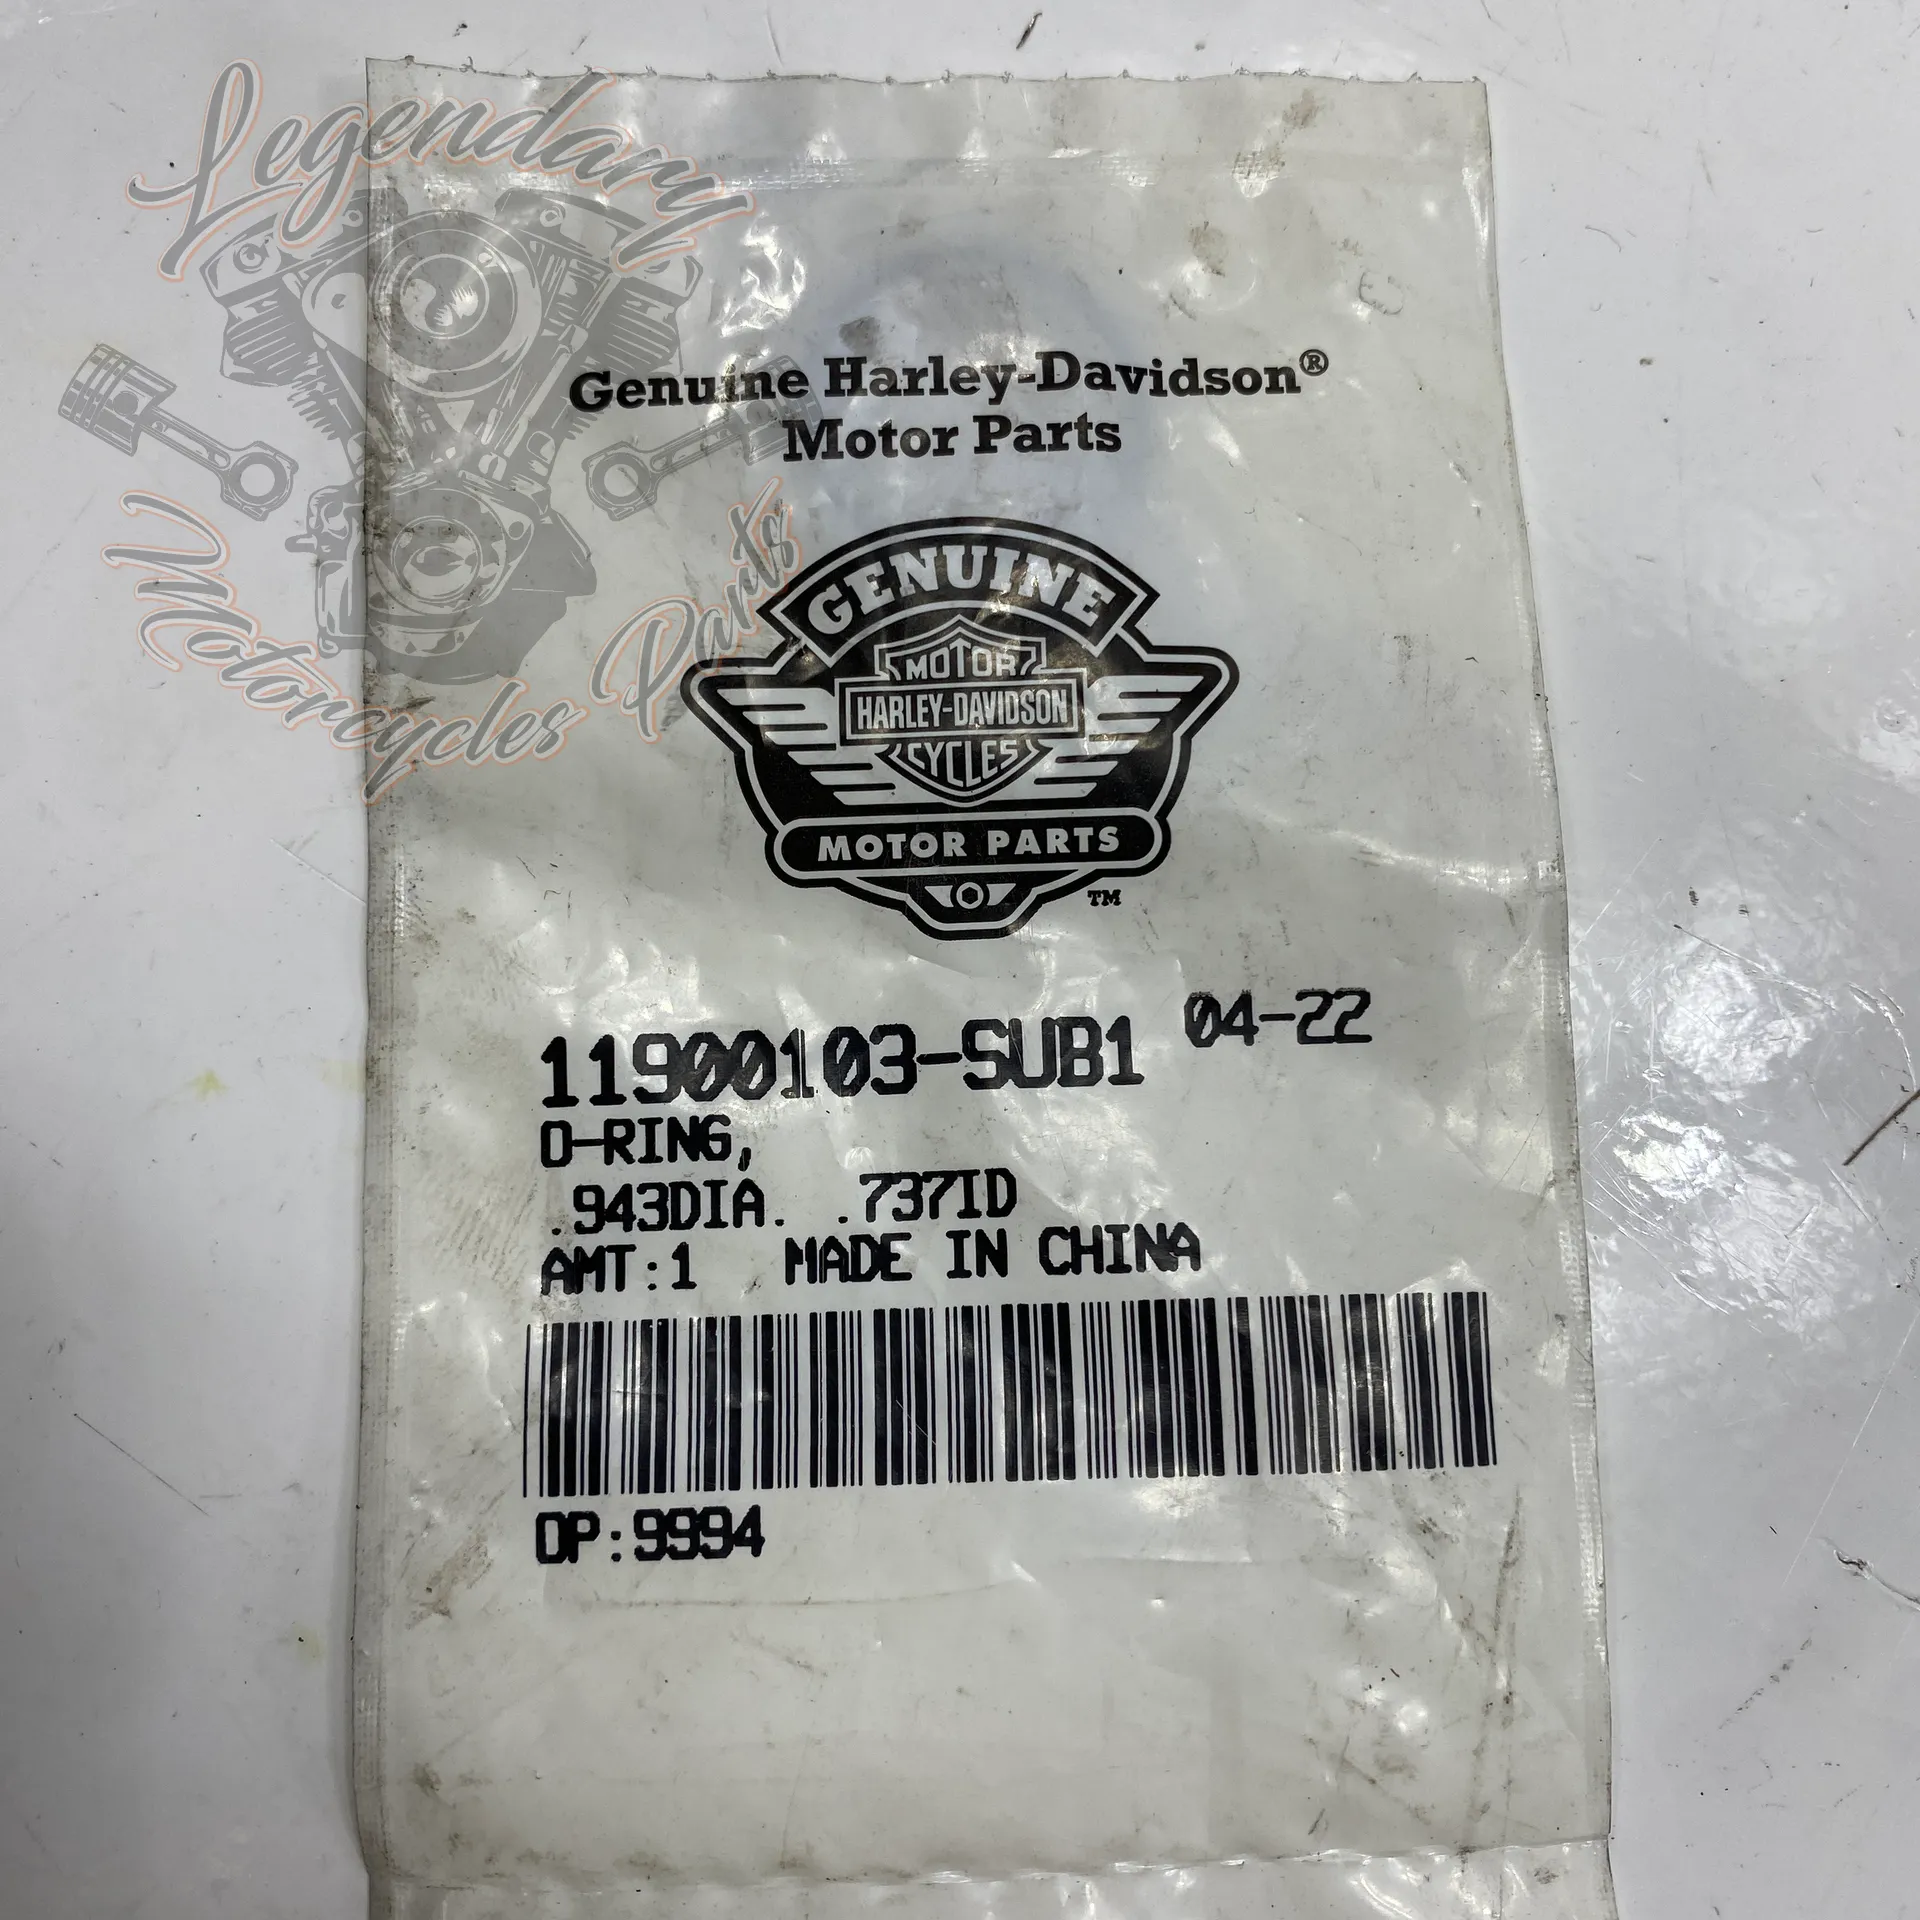 Legendary
Motorcycles Parts
Genuine Harley-Davidson®
Motor Parts
GENUINE
MOTOR
HARLEY-DAVIDSON
CYCLES
MOTOR PARTS
TM
11900103-SUB1 04-22
O-RING,
.943DIA. .737ID
AMT:1 MADE IN CHINA
OP:9994